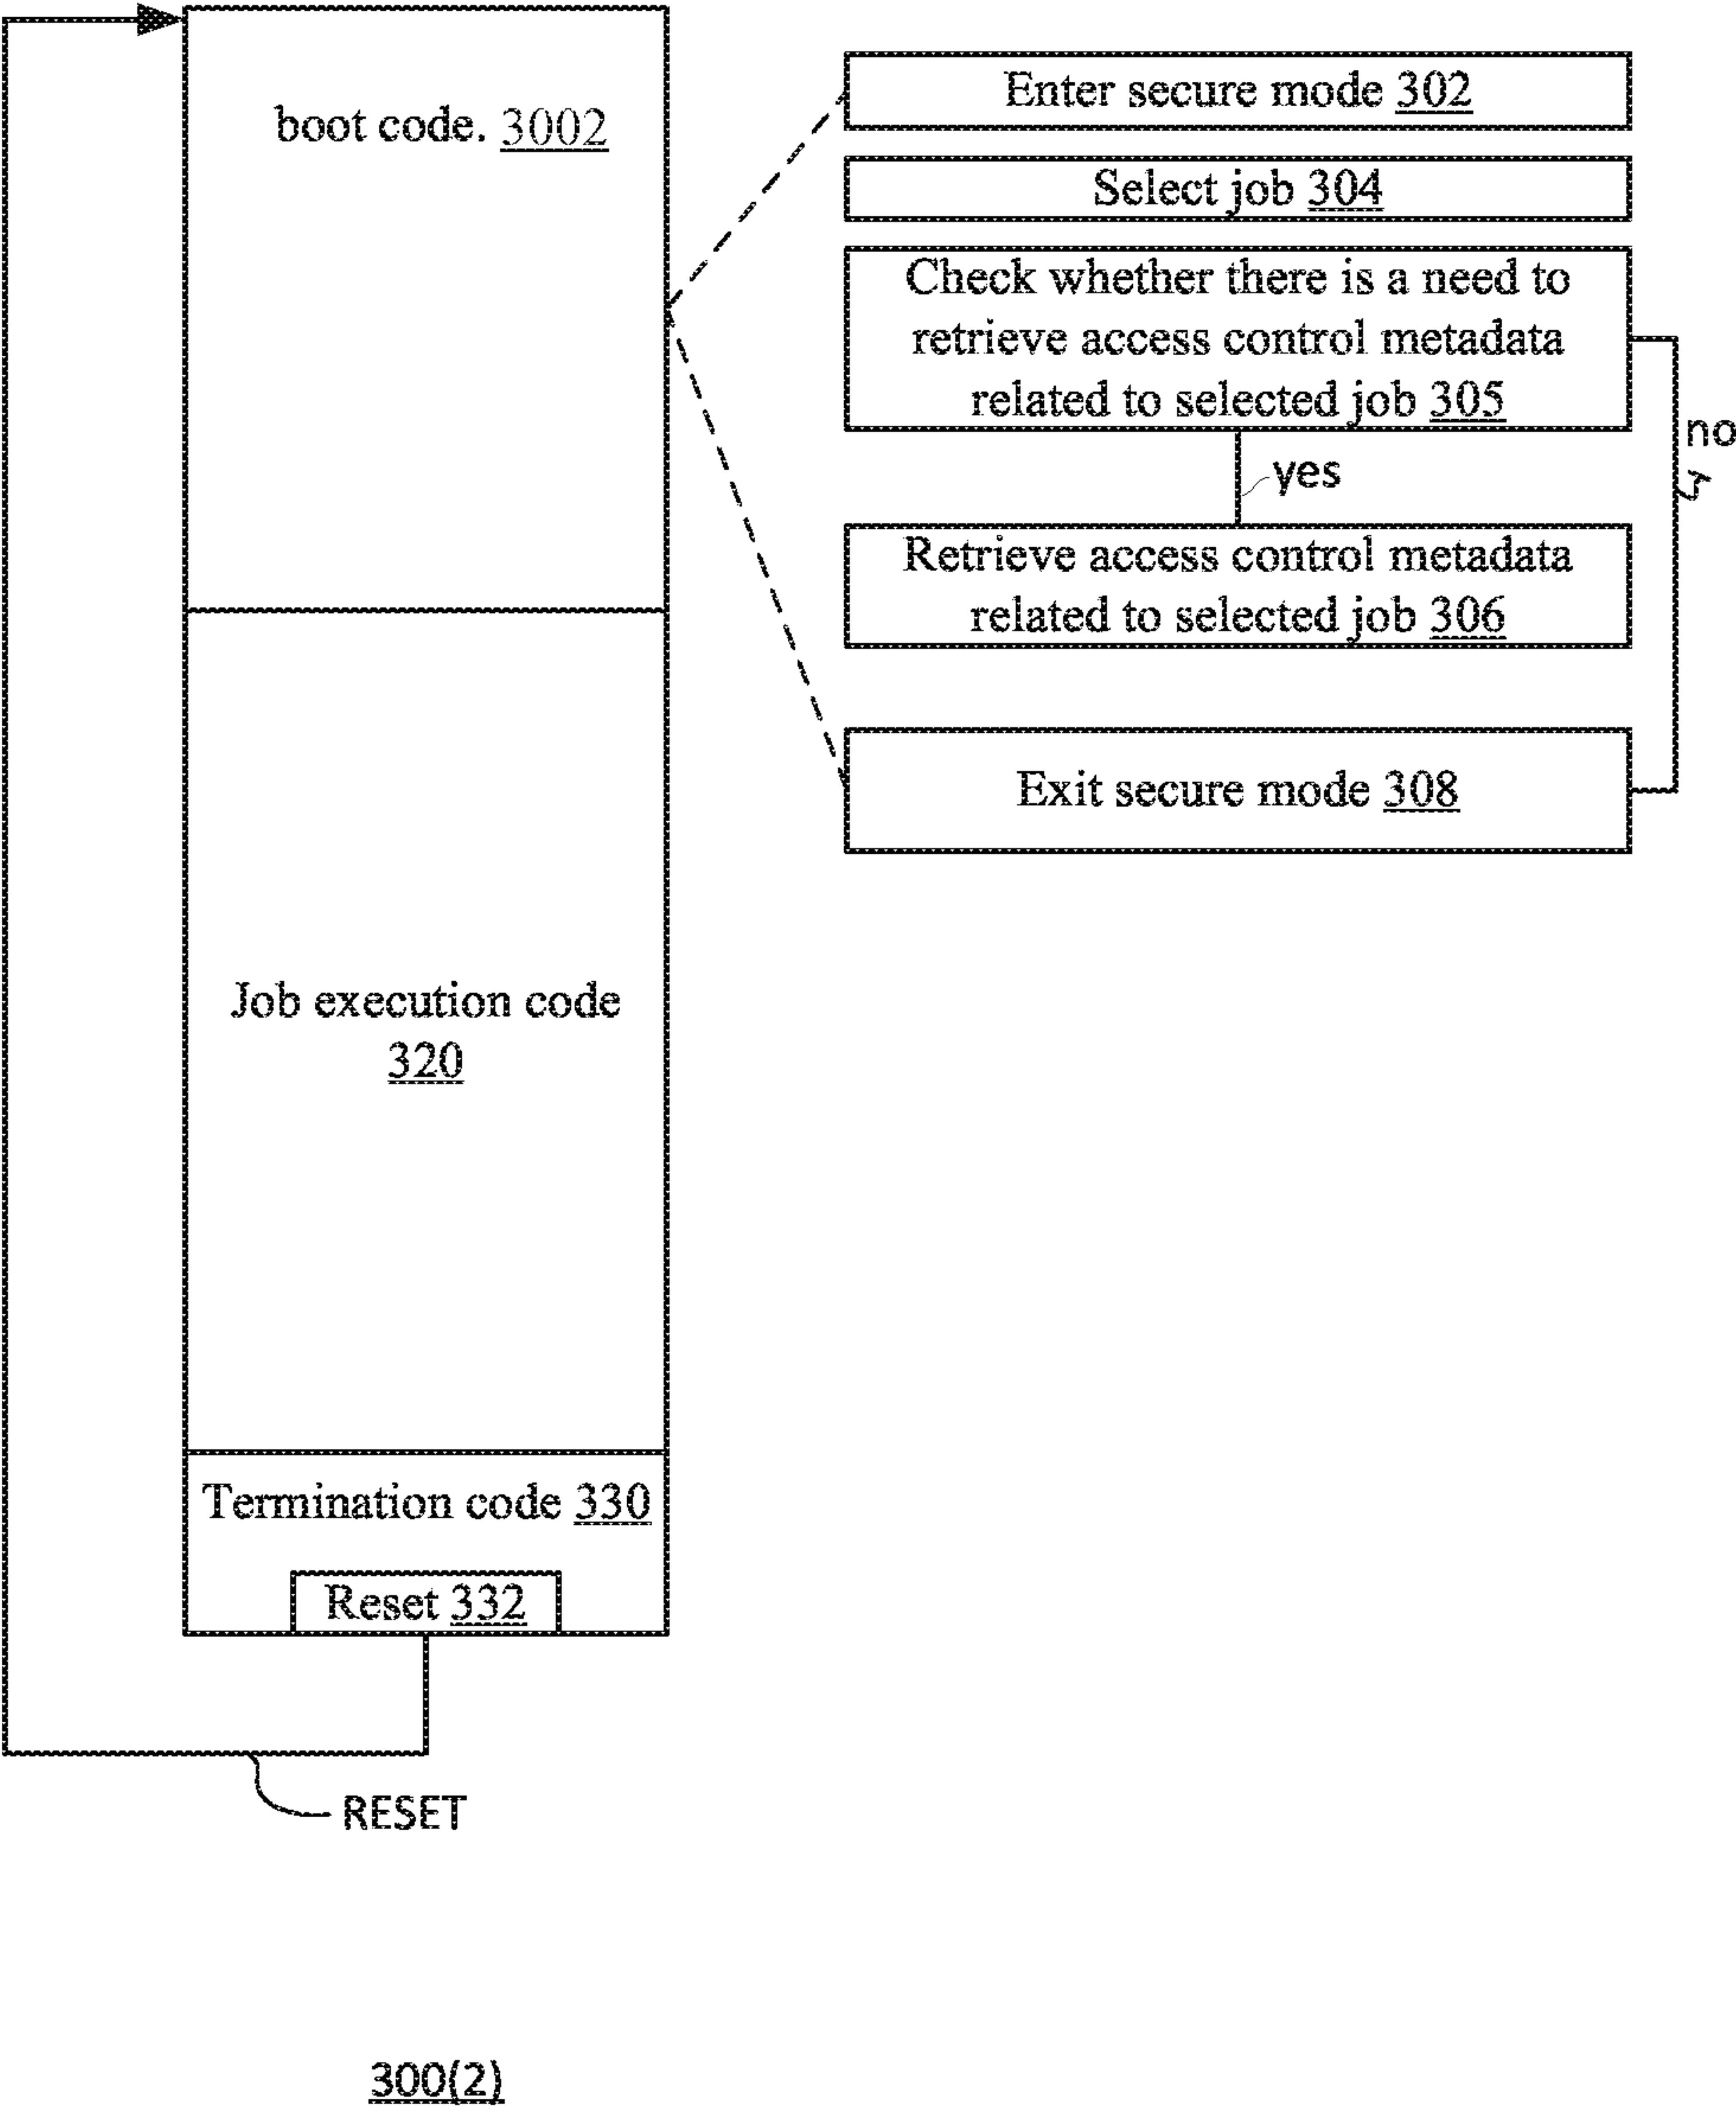 boot code. 3002
Enter secure mode 302
Select job 304
Check whether there is a need to
retrieve access control metadata
related to selected job 305
no
yes
Retrieve access control metadata
related to selected job 306
Exit secure mode 308
Job execution code
320
Termination code 330
Reset 332
RESET
300(2)